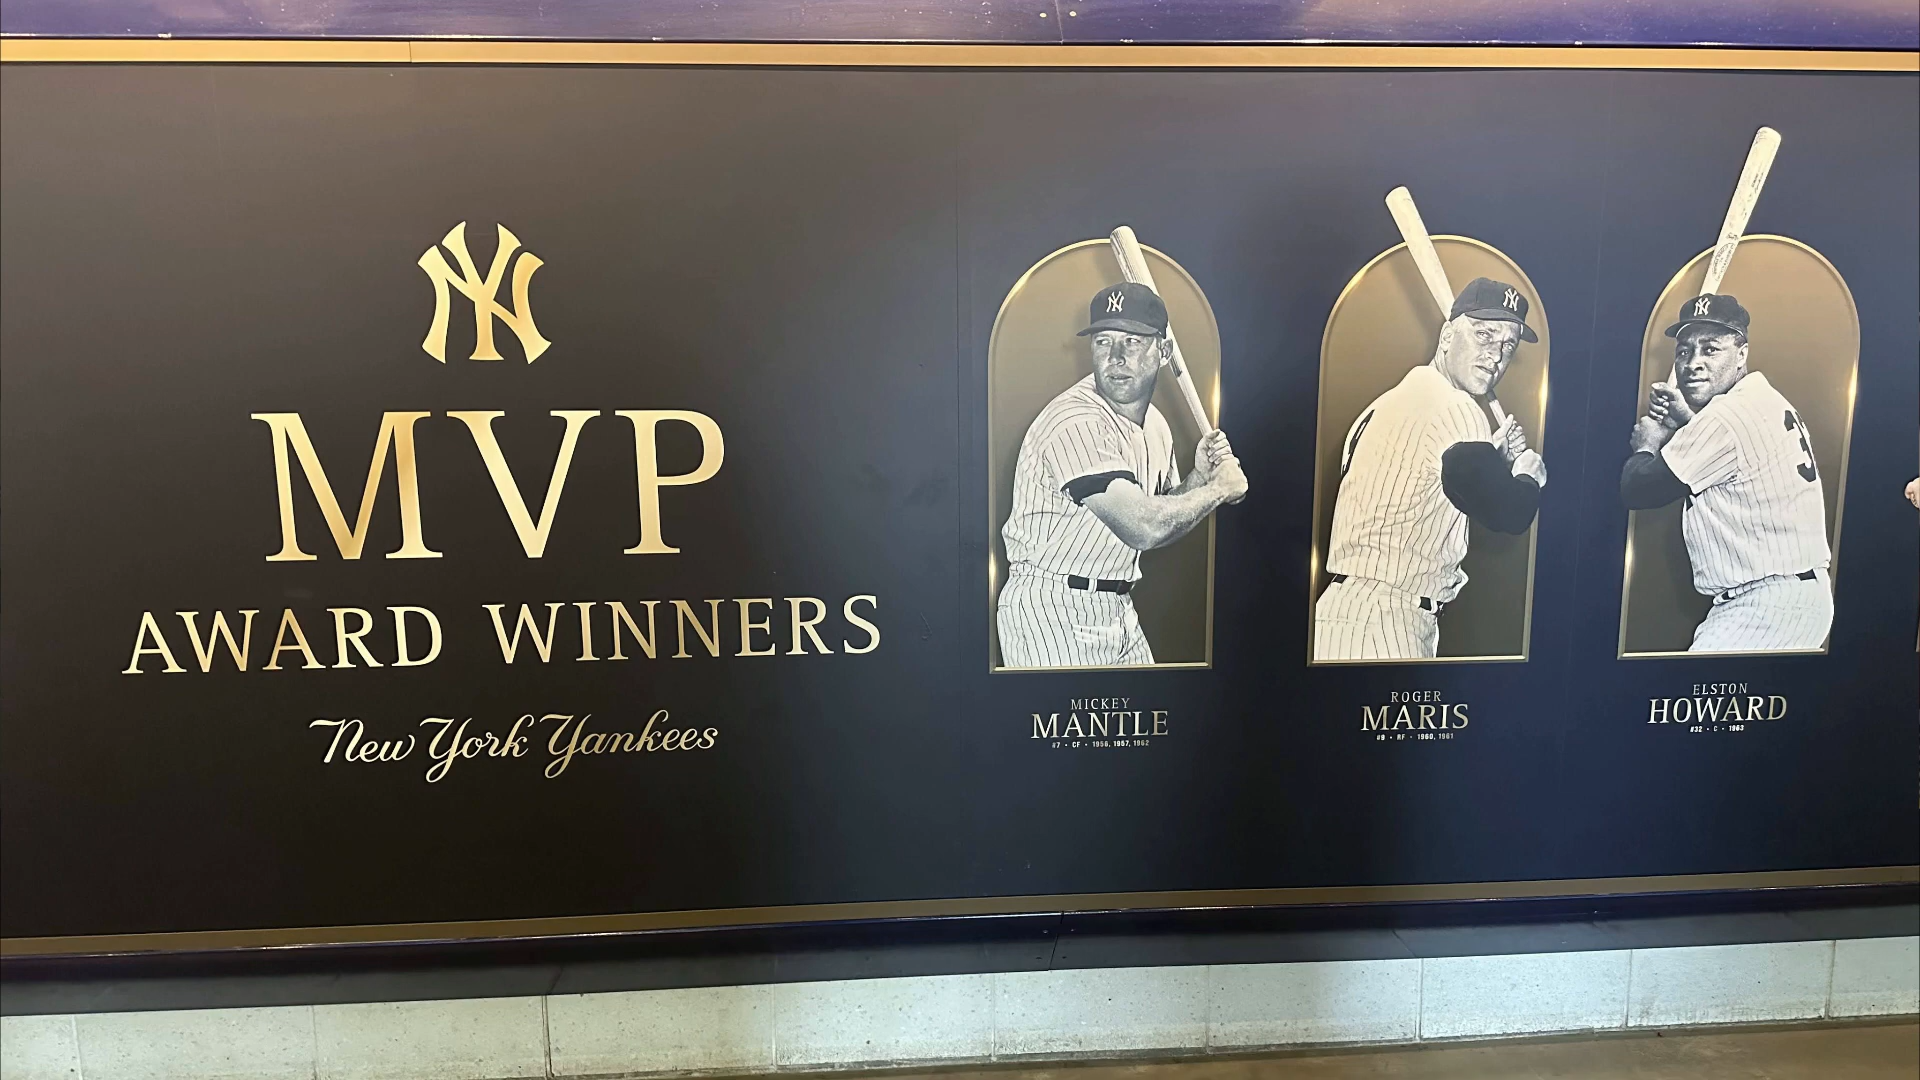 NY
MVP
AWARD WINNERS
New York Yankees
MICKEY
MANTLE
#7 • CF • 1956, 1957, 1962
ROGER
MARIS
#9 • RF • 1960, 1961
ELSTON
HOWARD
#32 • C • 1963